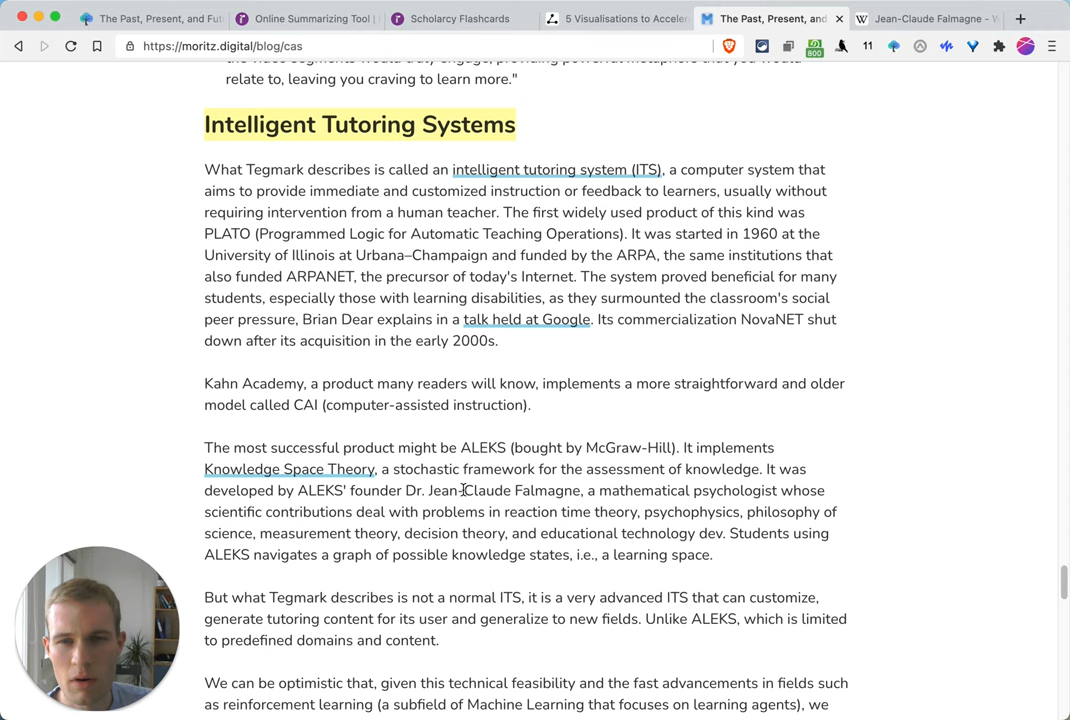 The Past, Present, and Fut
Online Summarizing Tool |
Scholarcy Flashcards
5 Visualisations to Acceler
The Past, Present, and
Jean-Claude Falmagne - W
https://moritz.digital/blog/cas
800
11
the video segments would truly engage, providing powerful metaphors that you would
relate to, leaving you craving to learn more."
Intelligent Tutoring Systems
What Tegmark describes is called an intelligent tutoring system (ITS), a computer system that
aims to provide immediate and customized instruction or feedback to learners, usually without
requiring intervention from a human teacher. The first widely used product of this kind was
PLATO (Programmed Logic for Automatic Teaching Operations). It was started in 1960 at the
University of Illinois at Urbana–Champaign and funded by the ARPA, the same institutions that
also funded ARPANET, the precursor of today's Internet. The system proved beneficial for many
students, especially those with learning disabilities, as they surmounted the classroom's social
peer pressure, Brian Dear explains in a talk held at Google. Its commercialization NovaNET shut
down after its acquisition in the early 2000s.
Kahn Academy, a product many readers will know, implements a more straightforward and older
model called CAI (computer-assisted instruction).
The most successful product might be ALEKS (bought by McGraw-Hill). It implements
Knowledge Space Theory, a stochastic framework for the assessment of knowledge. It was
developed by ALEKS' founder Dr. Jean-Claude Falmagne, a mathematical psychologist whose
scientific contributions deal with problems in reaction time theory, psychophysics, philosophy of
science, measurement theory, decision theory, and educational technology dev. Students using
ALEKS navigates a graph of possible knowledge states, i.e., a learning space.
But what Tegmark describes is not a normal ITS, it is a very advanced ITS that can customize,
generate tutoring content for its user and generalize to new fields. Unlike ALEKS, which is limited
to predefined domains and content.
We can be optimistic that, given this technical feasibility and the fast advancements in fields such
as reinforcement learning (a subfield of Machine Learning that focuses on learning agents), we